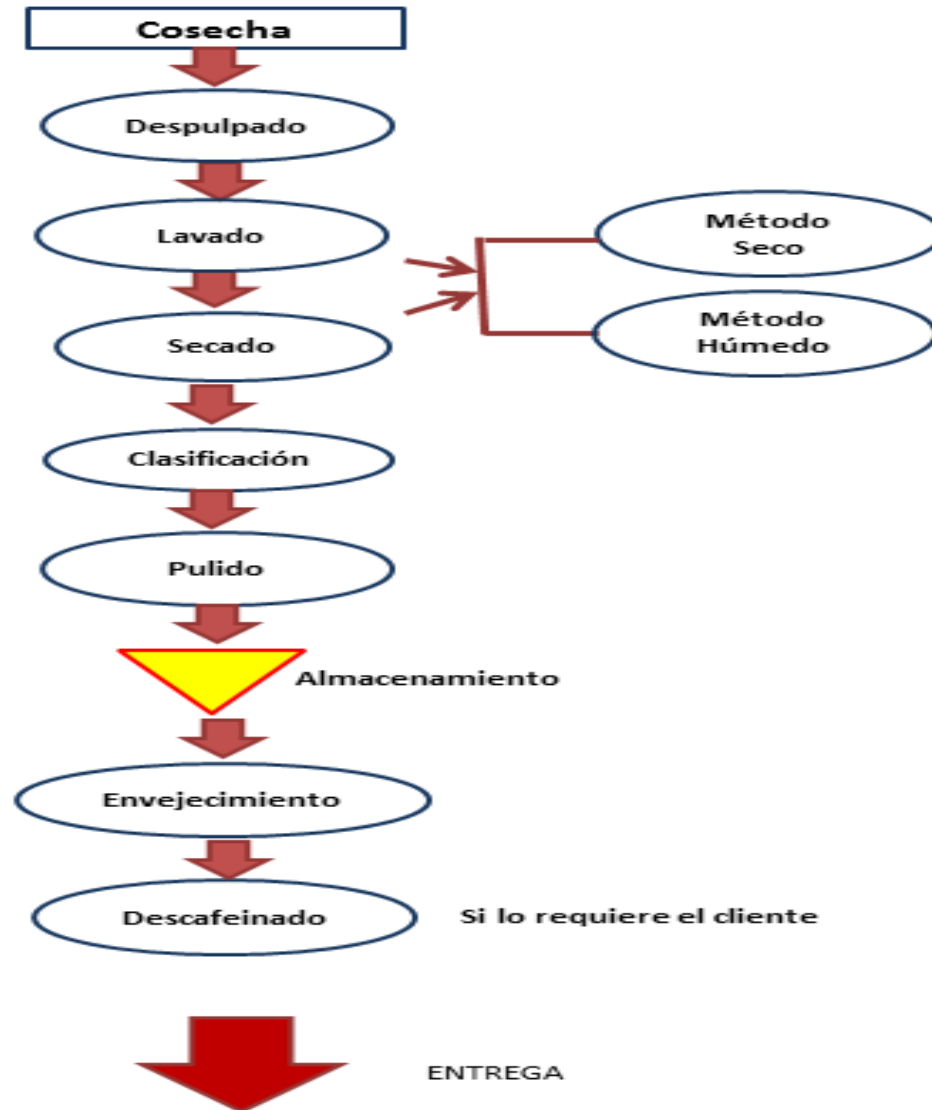 Cosecha
Despulpado
Lavado
Método
Seco
Método
Húmedo
Secado
Clasificación
Pulido
Almacenamiento
Envejecimiento
Descafeinado
Si lo requiere el cliente
ENTREGA